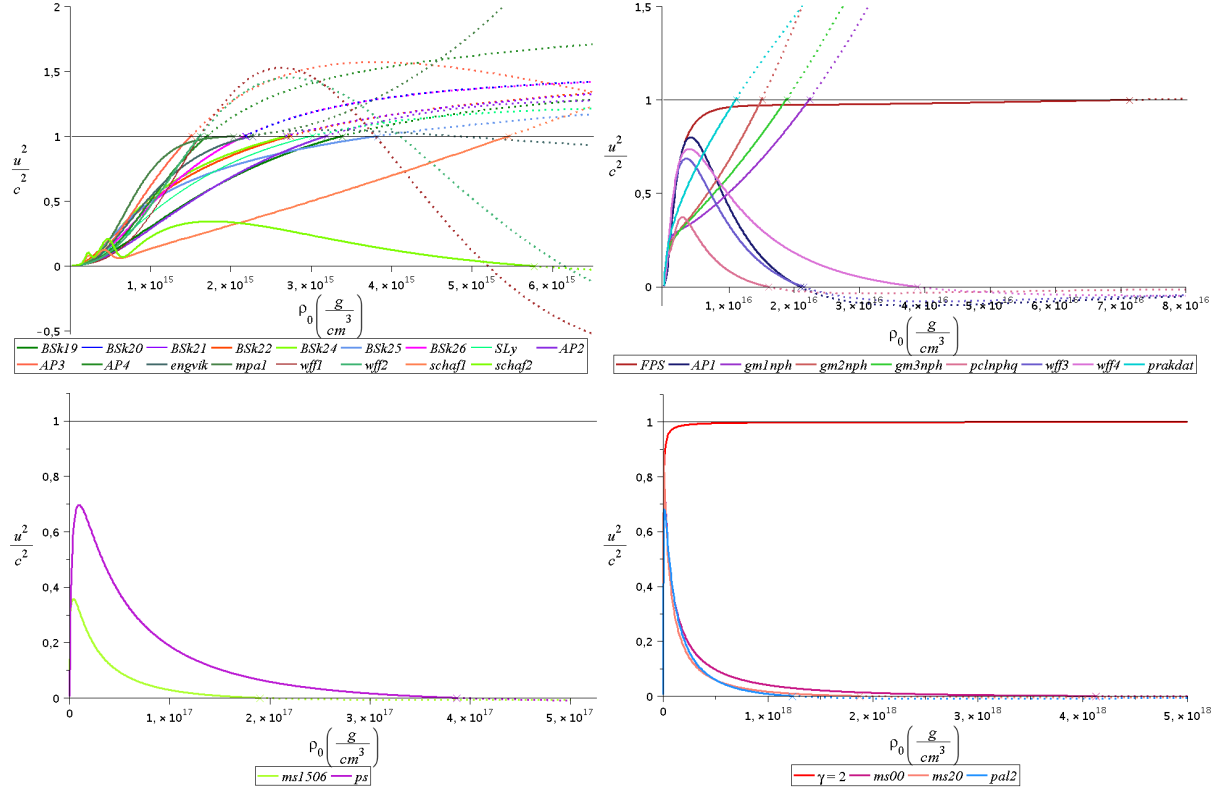 2
1,5
u²/c²
1
0,5
0
-0,5
1,×10¹⁵ 2,×10¹⁵ 3,×10¹⁵ 4,×10¹⁵ 5,×10¹⁵ 6,×10¹⁵
ρ₀(g/cm³)
BSk19 BSk20 BSk21 BSk22 BSk24 BSk25 BSk26 SLy AP2
AP3 AP4 engvik mpa1 wff1 wff2 schaf1 schaf2
1,5
u²/c²
1
0,5
0
1,×10¹⁶ 2,×10¹⁶ 3,×10¹⁶ 4,×10¹⁶ 5,×10¹⁶ 6,×10¹⁶ 7,×10¹⁶ 8,×10¹⁶
ρ₀(g/cm³)
FPS AP1 gm1nph gm2nph gm3nph pclnphq wff3 wff4 prakdat
1
0,8
0,6
u²/c²
0,4
0,2
0
0 1,×10¹⁷ 2,×10¹⁷ 3,×10¹⁷ 4,×10¹⁷ 5,×10¹⁷
ρ₀(g/cm³)
ms1506 ps
1
0,8
0,6
u²/c²
0,4
0,2
0
0 1,×10¹⁸ 2,×10¹⁸ 3,×10¹⁸ 4,×10¹⁸ 5,×10¹⁸
ρ₀(g/cm³)
γ = 2 ms00 ms20 pal2